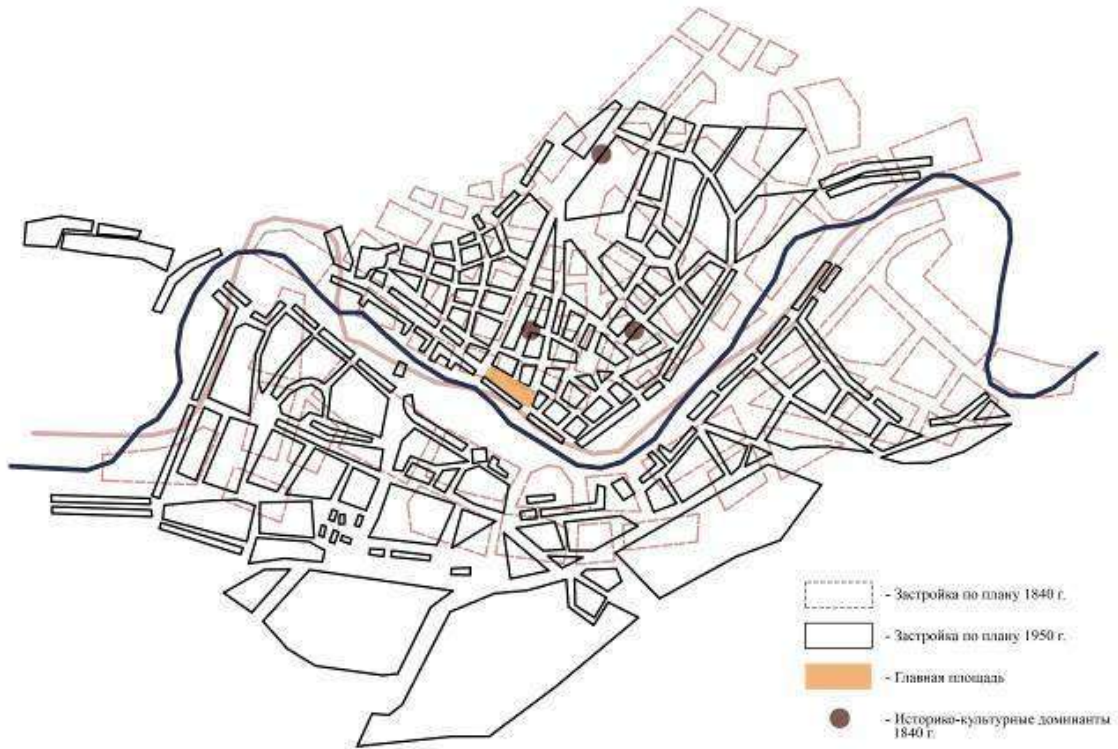 - Застройка по плану 1840 г.
- Застройка по плану 1950 г.
- Главная площадь
- Историко-культурные доминанты
1840 г.